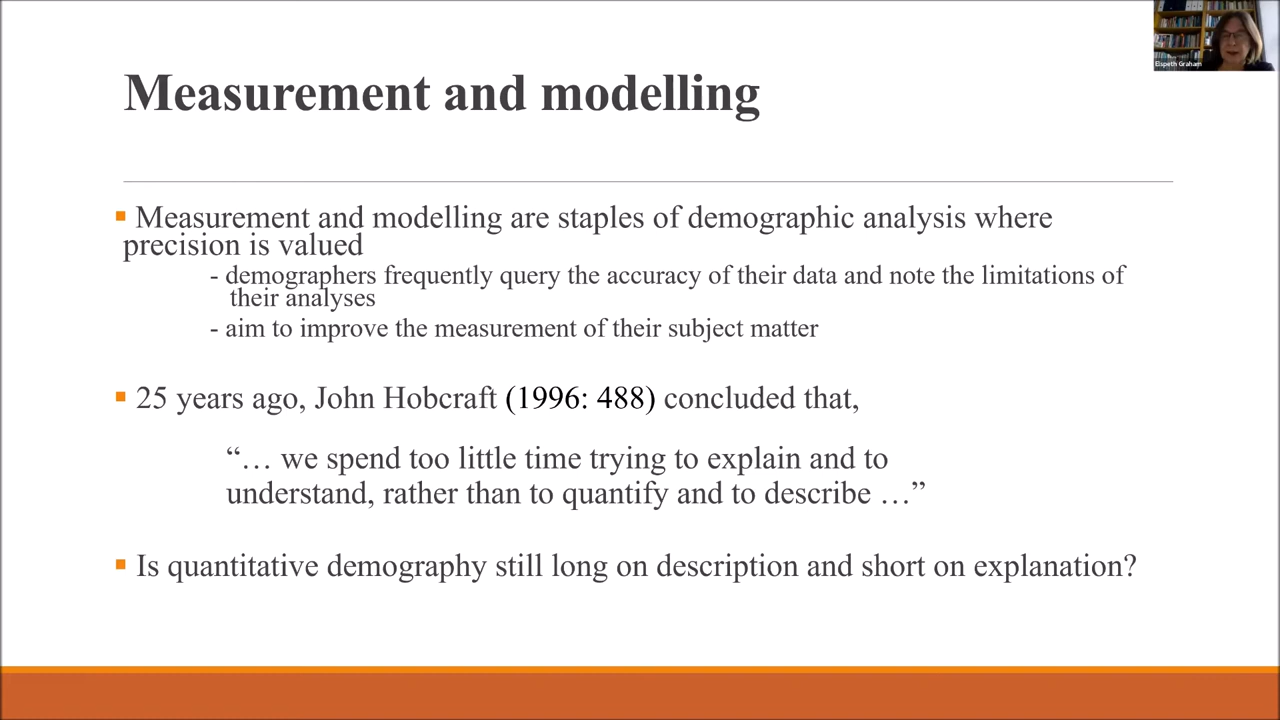 Elspeth Graham
Measurement and modelling
▪ Measurement and modelling are staples of demographic analysis where
precision is valued
- demographers frequently query the accuracy of their data and note the limitations of
their analyses
- aim to improve the measurement of their subject matter
▪ 25 years ago, John Hobcraft (1996: 488) concluded that,
“… we spend too little time trying to explain and to
understand, rather than to quantify and to describe …”
▪ Is quantitative demography still long on description and short on explanation?